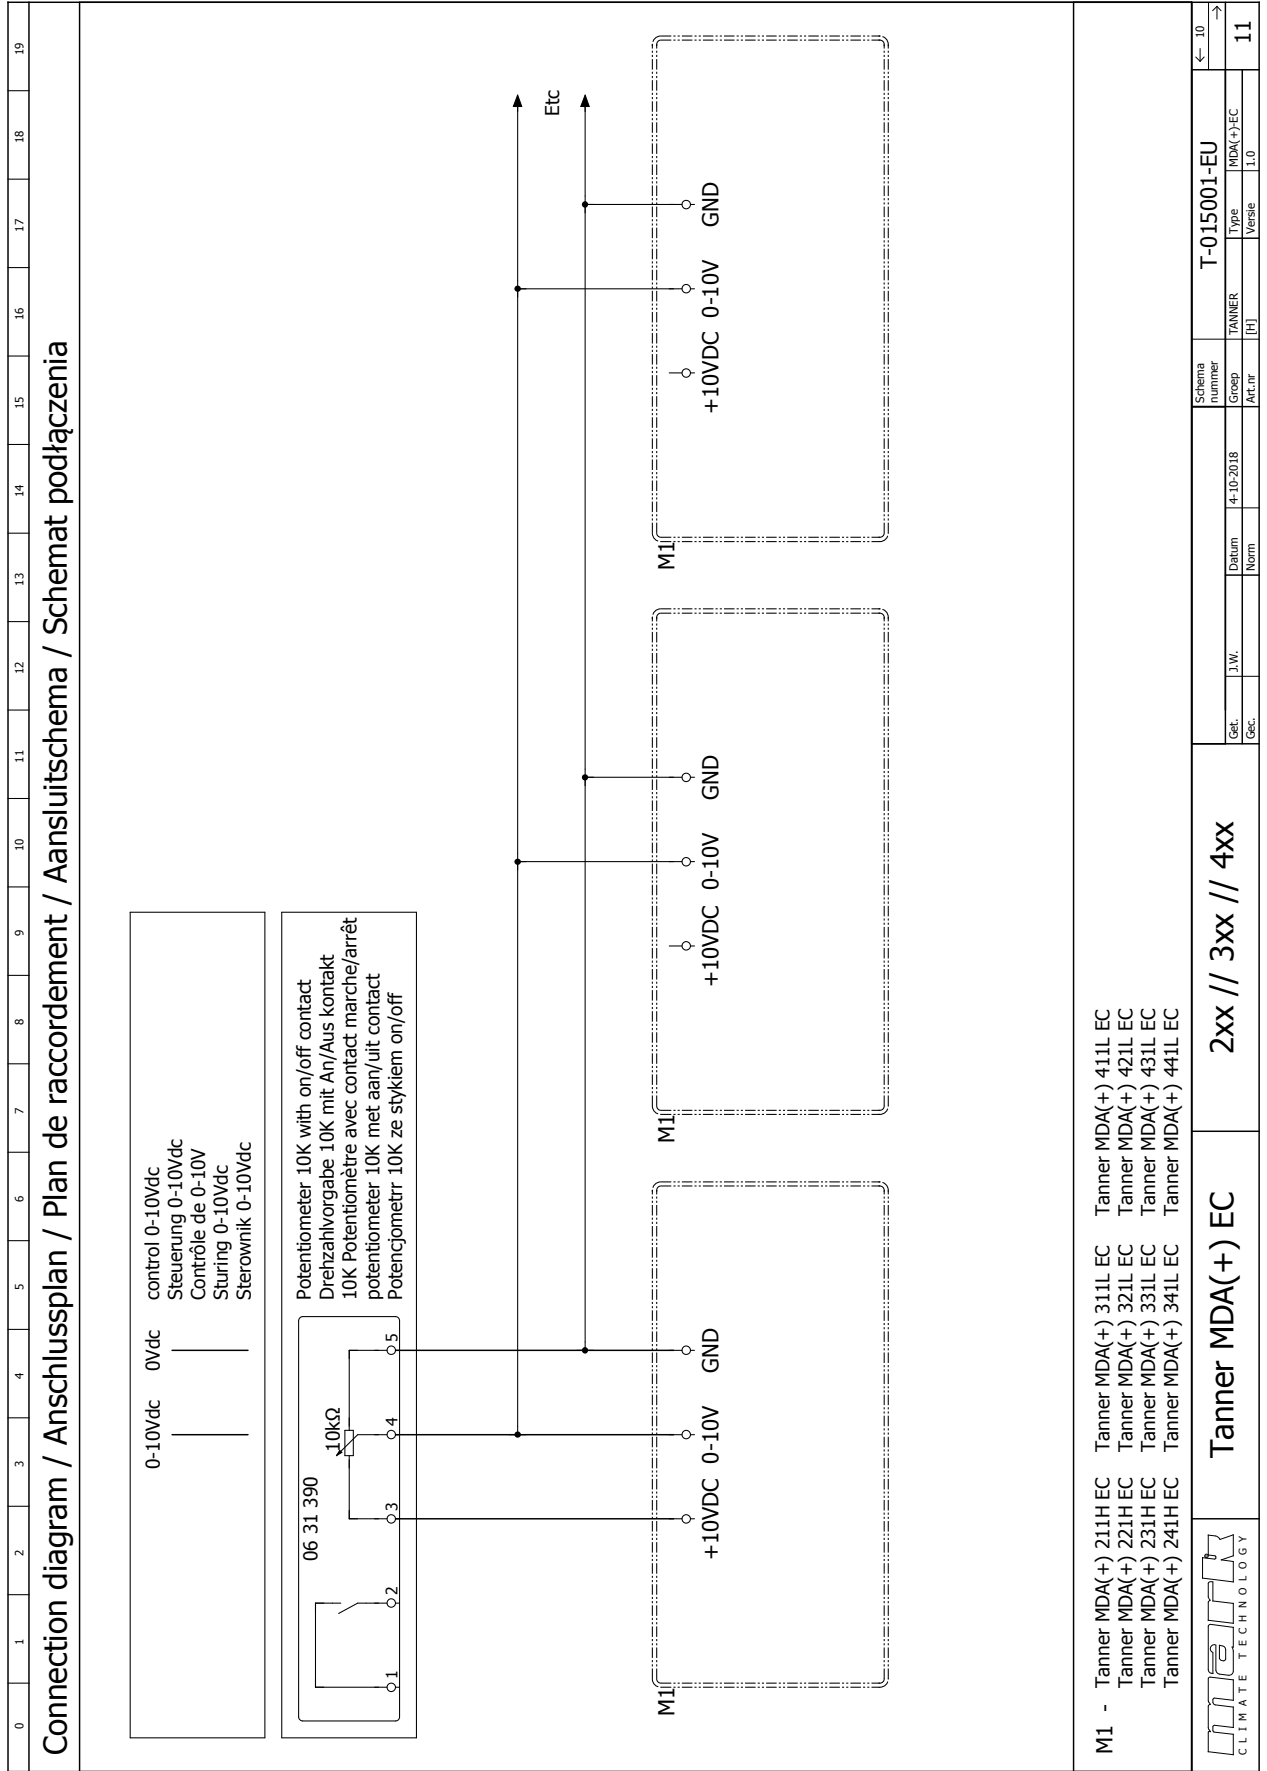 0 1 2 3 4 5 6 7 8 9 10 11 12 13 14 15 16 17 18 19
Connection diagram / Anschlussplan / Plan de raccordement / Aansluitschema / Schemat podłączenia
0-10Vdc 0Vdc
control 0-10Vdc
Steuerung 0-10Vdc
Contrôle de 0-10V
Sturing 0-10Vdc
Sterownik 0-10Vdc
06 31 390
10kΩ
1 2 3 4 5
Potentiometer 10K with on/off contact
Drehzahlvorgabe 10K mit An/Aus kontakt
10K Potentiomètre avec contact marche/arrêt
potentiometer 10K met aan/uit contact
Potencjometrr 10K ze stykiem on/off
Etc
M1
+10VDC 0-10V GND
M1
+10VDC 0-10V GND
M1
+10VDC 0-10V GND
M1 - Tanner MDA(+) 211H EC Tanner MDA(+) 311L EC Tanner MDA(+) 411L EC
Tanner MDA(+) 221H EC Tanner MDA(+) 321L EC Tanner MDA(+) 421L EC
Tanner MDA(+) 231H EC Tanner MDA(+) 331L EC Tanner MDA(+) 431L EC
Tanner MDA(+) 241H EC Tanner MDA(+) 341L EC Tanner MDA(+) 441L EC
mark
CLIMATE TECHNOLOGY
Tanner MDA(+) EC
2xx // 3xx // 4xx
Get. J.W. Datum 4-10-2018
Gec. Norm
Schema
nummer
T-015001-EU
Groep TANNER Type MDA(+)-EC
Art.nr [H] Versie 1.0
← 10
→
11